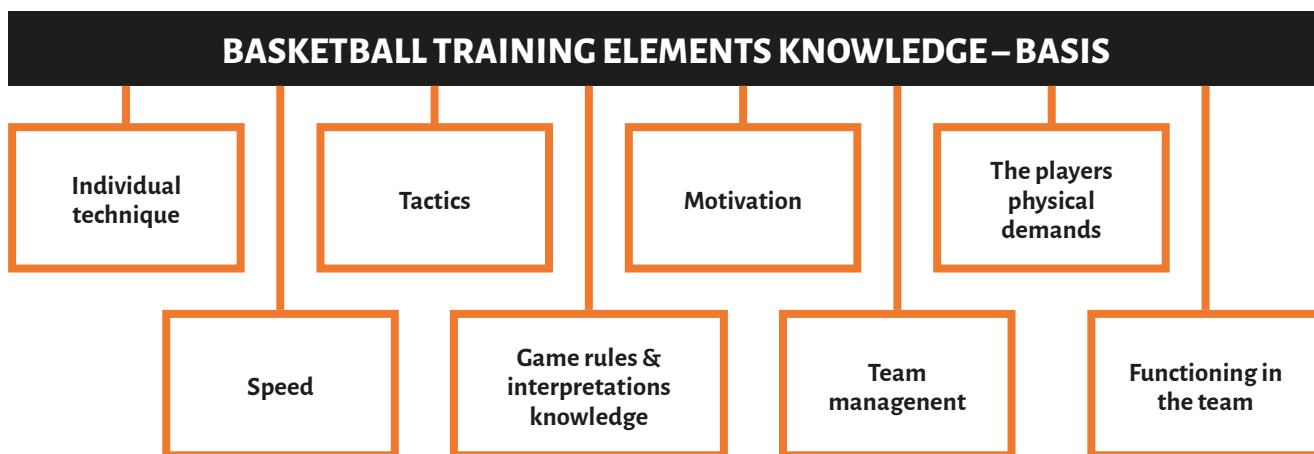 BASKETBALL TRAINING ELEMENTS KNOWLEDGE – BASIS
Individual
technique
Tactics
Motivation
The players
physical
demands
Speed
Game rules &
interpretations
knowledge
Team
managenent
Functioning in
the team